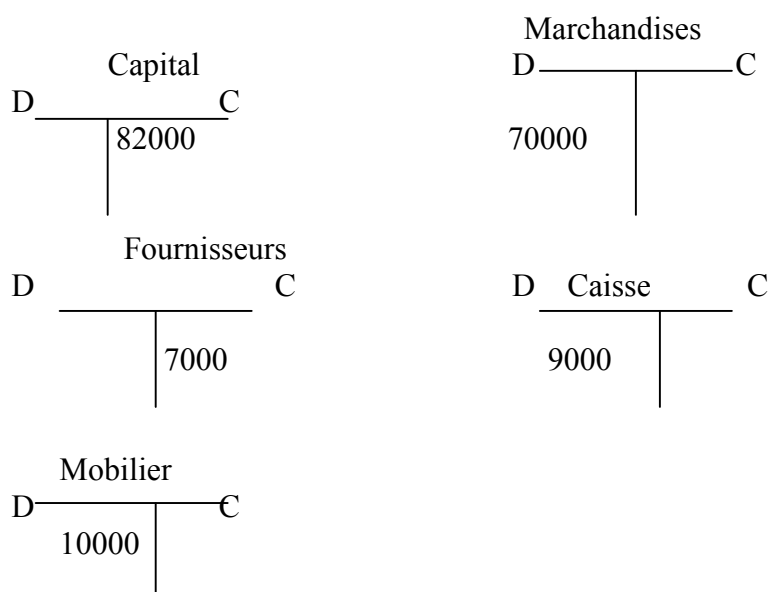 Marchandises
D C
Capital
D C
82000
70000
Fournisseurs
D C
D Caisse C
7000
9000
Mobilier
D C
10000